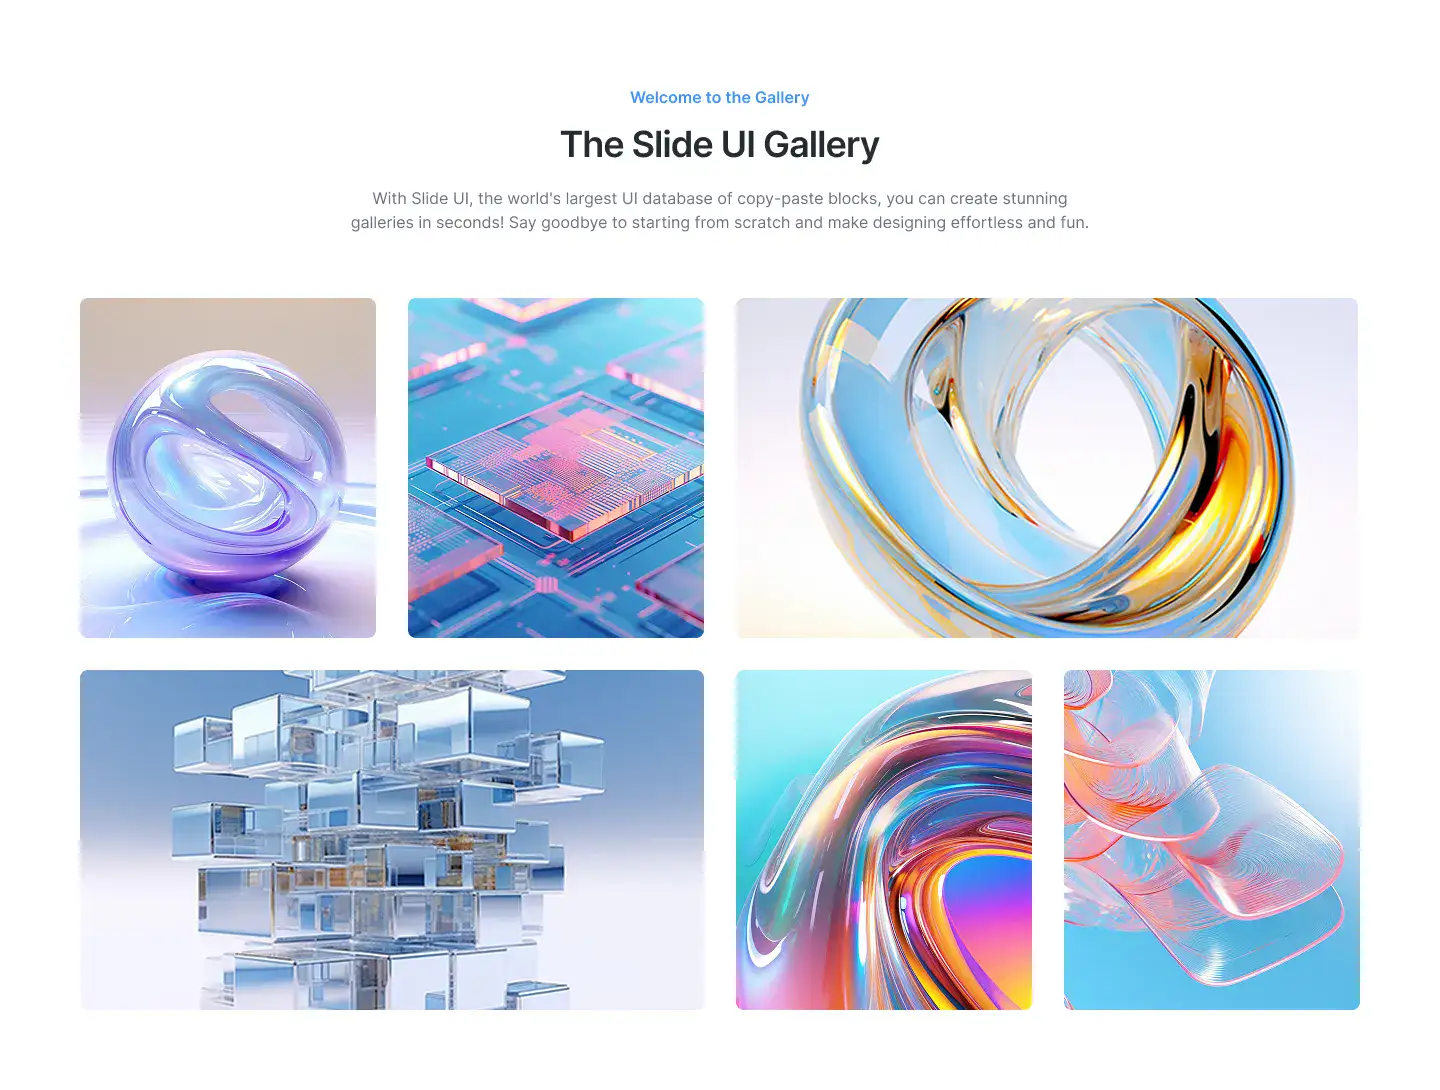 Welcome to the Gallery
The Slide UI Gallery
With Slide UI, the world's largest UI database of copy-paste blocks, you can create stunning
galleries in seconds! Say goodbye to starting from scratch and make designing effortless and fun.